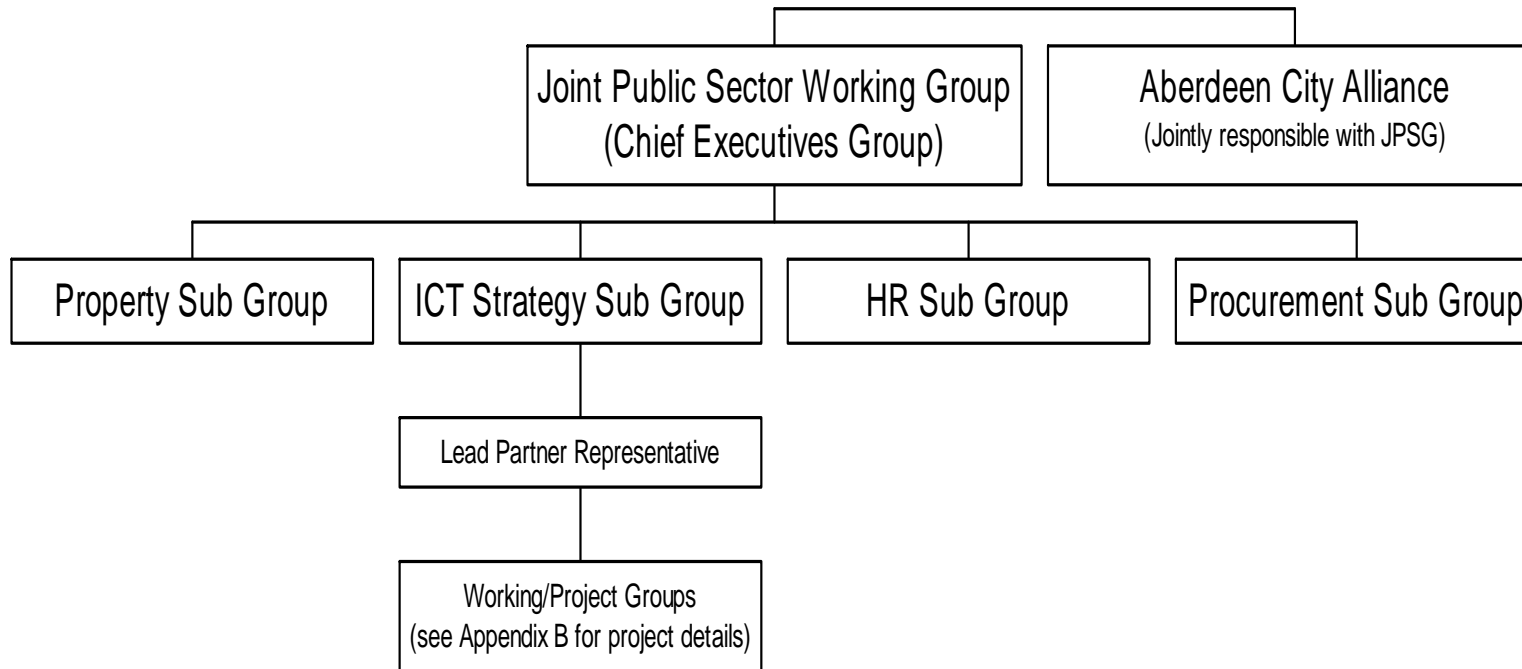 Joint Public Sector Working Group
(Chief Executives Group)
Aberdeen City Alliance
(Jointly responsible with JPSG)
Property Sub Group
ICT Strategy Sub Group
HR Sub Group
Procurement Sub Group
Lead Partner Representative
Working/Project Groups
(see Appendix B for project details)